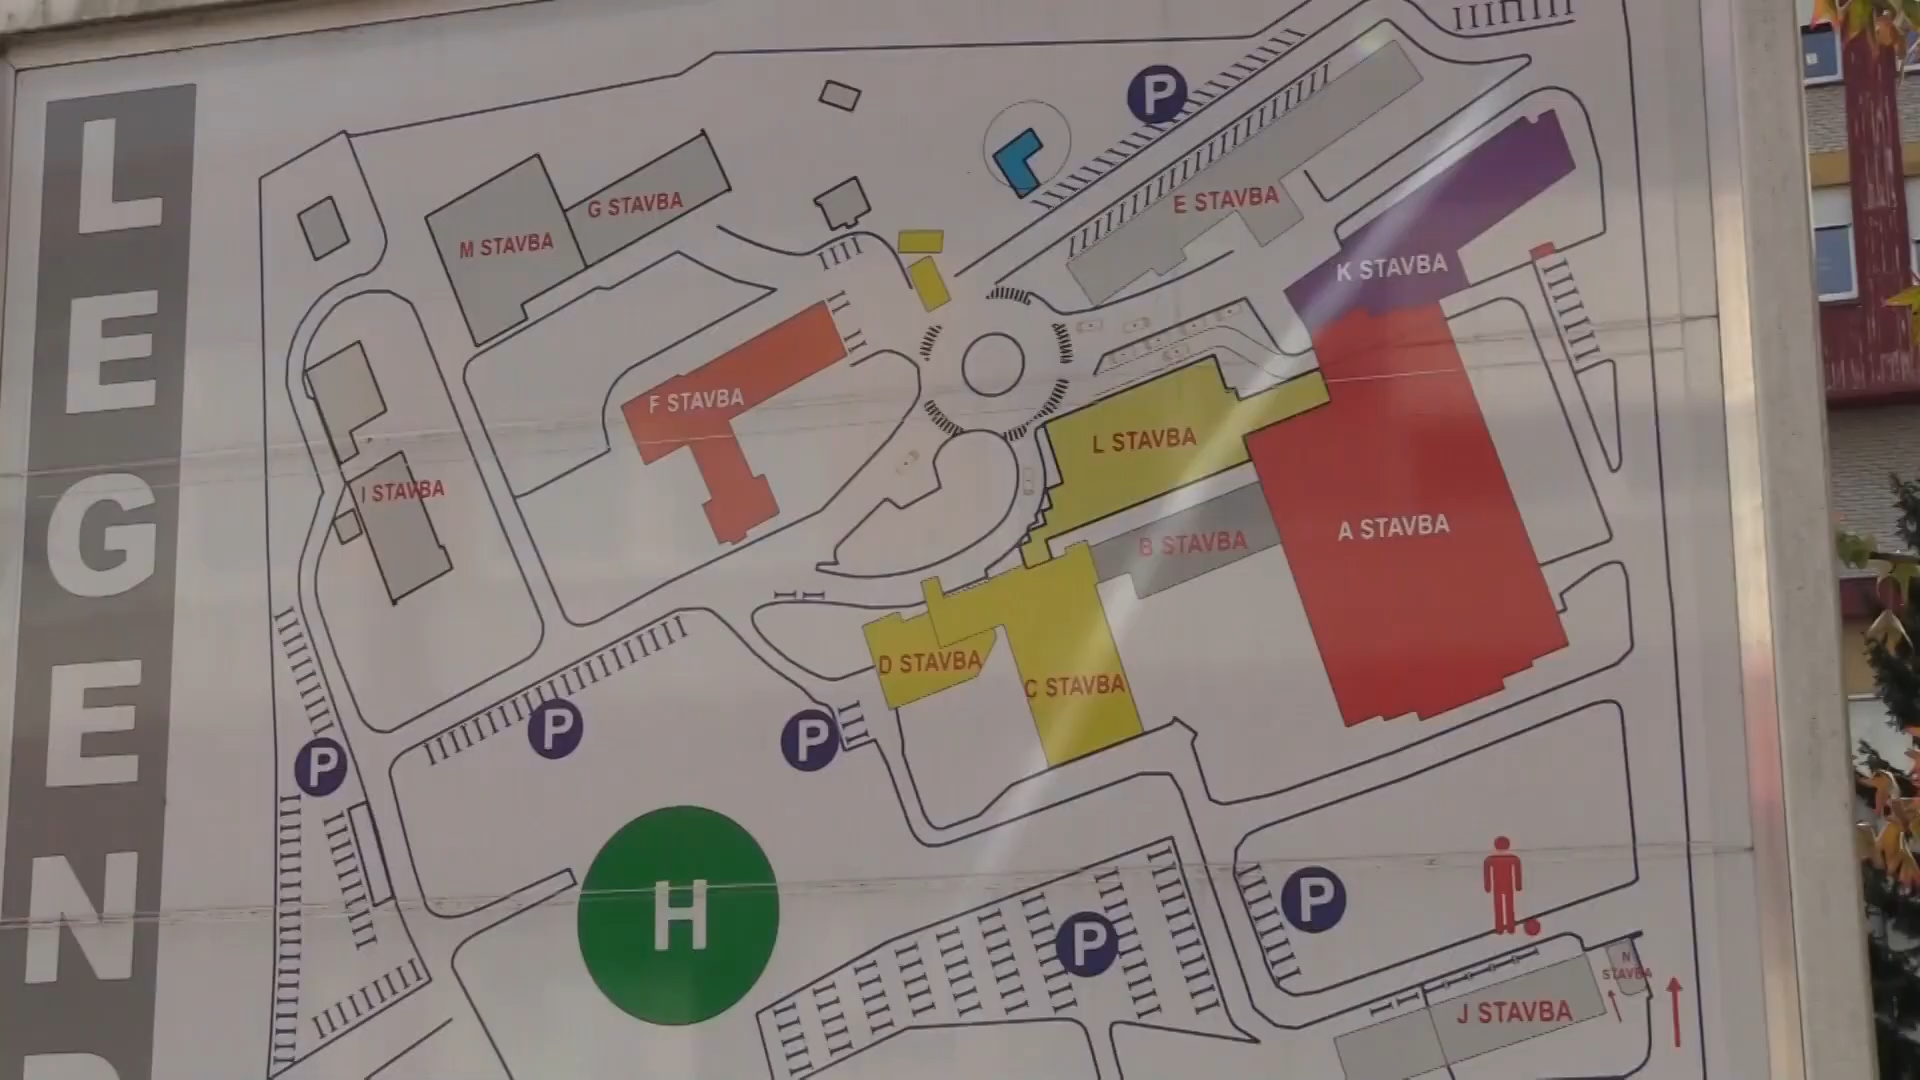 LEGEND
P
G STAVBA
M STAVBA
E STAVBA
K STAVBA
F STAVBA
L STAVBA
I STAVBA
A STAVBA
B STAVBA
D STAVBA
C STAVBA
P
P
P
H
P
P
N
STAVBA
J STAVBA